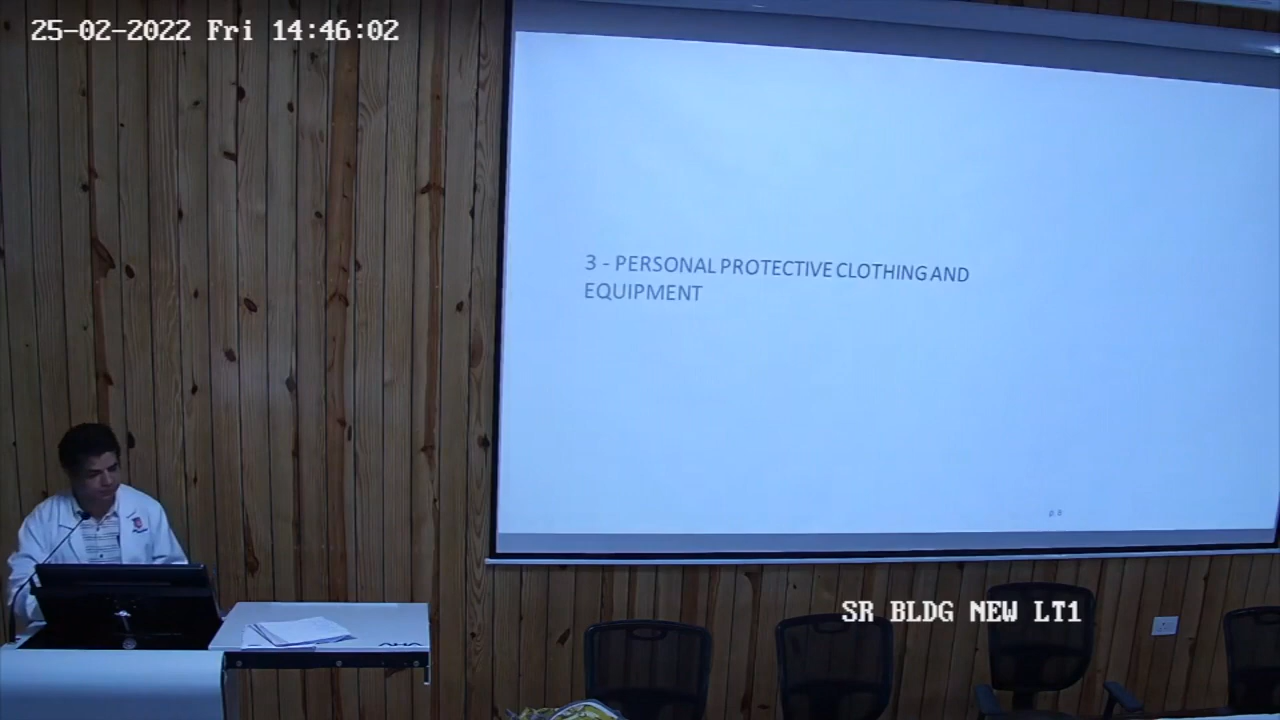 25-02-2022 Fri 14:46:02
3 - PERSONAL PROTECTIVE CLOTHING AND
EQUIPMENT
SR BLDG NEW LT1